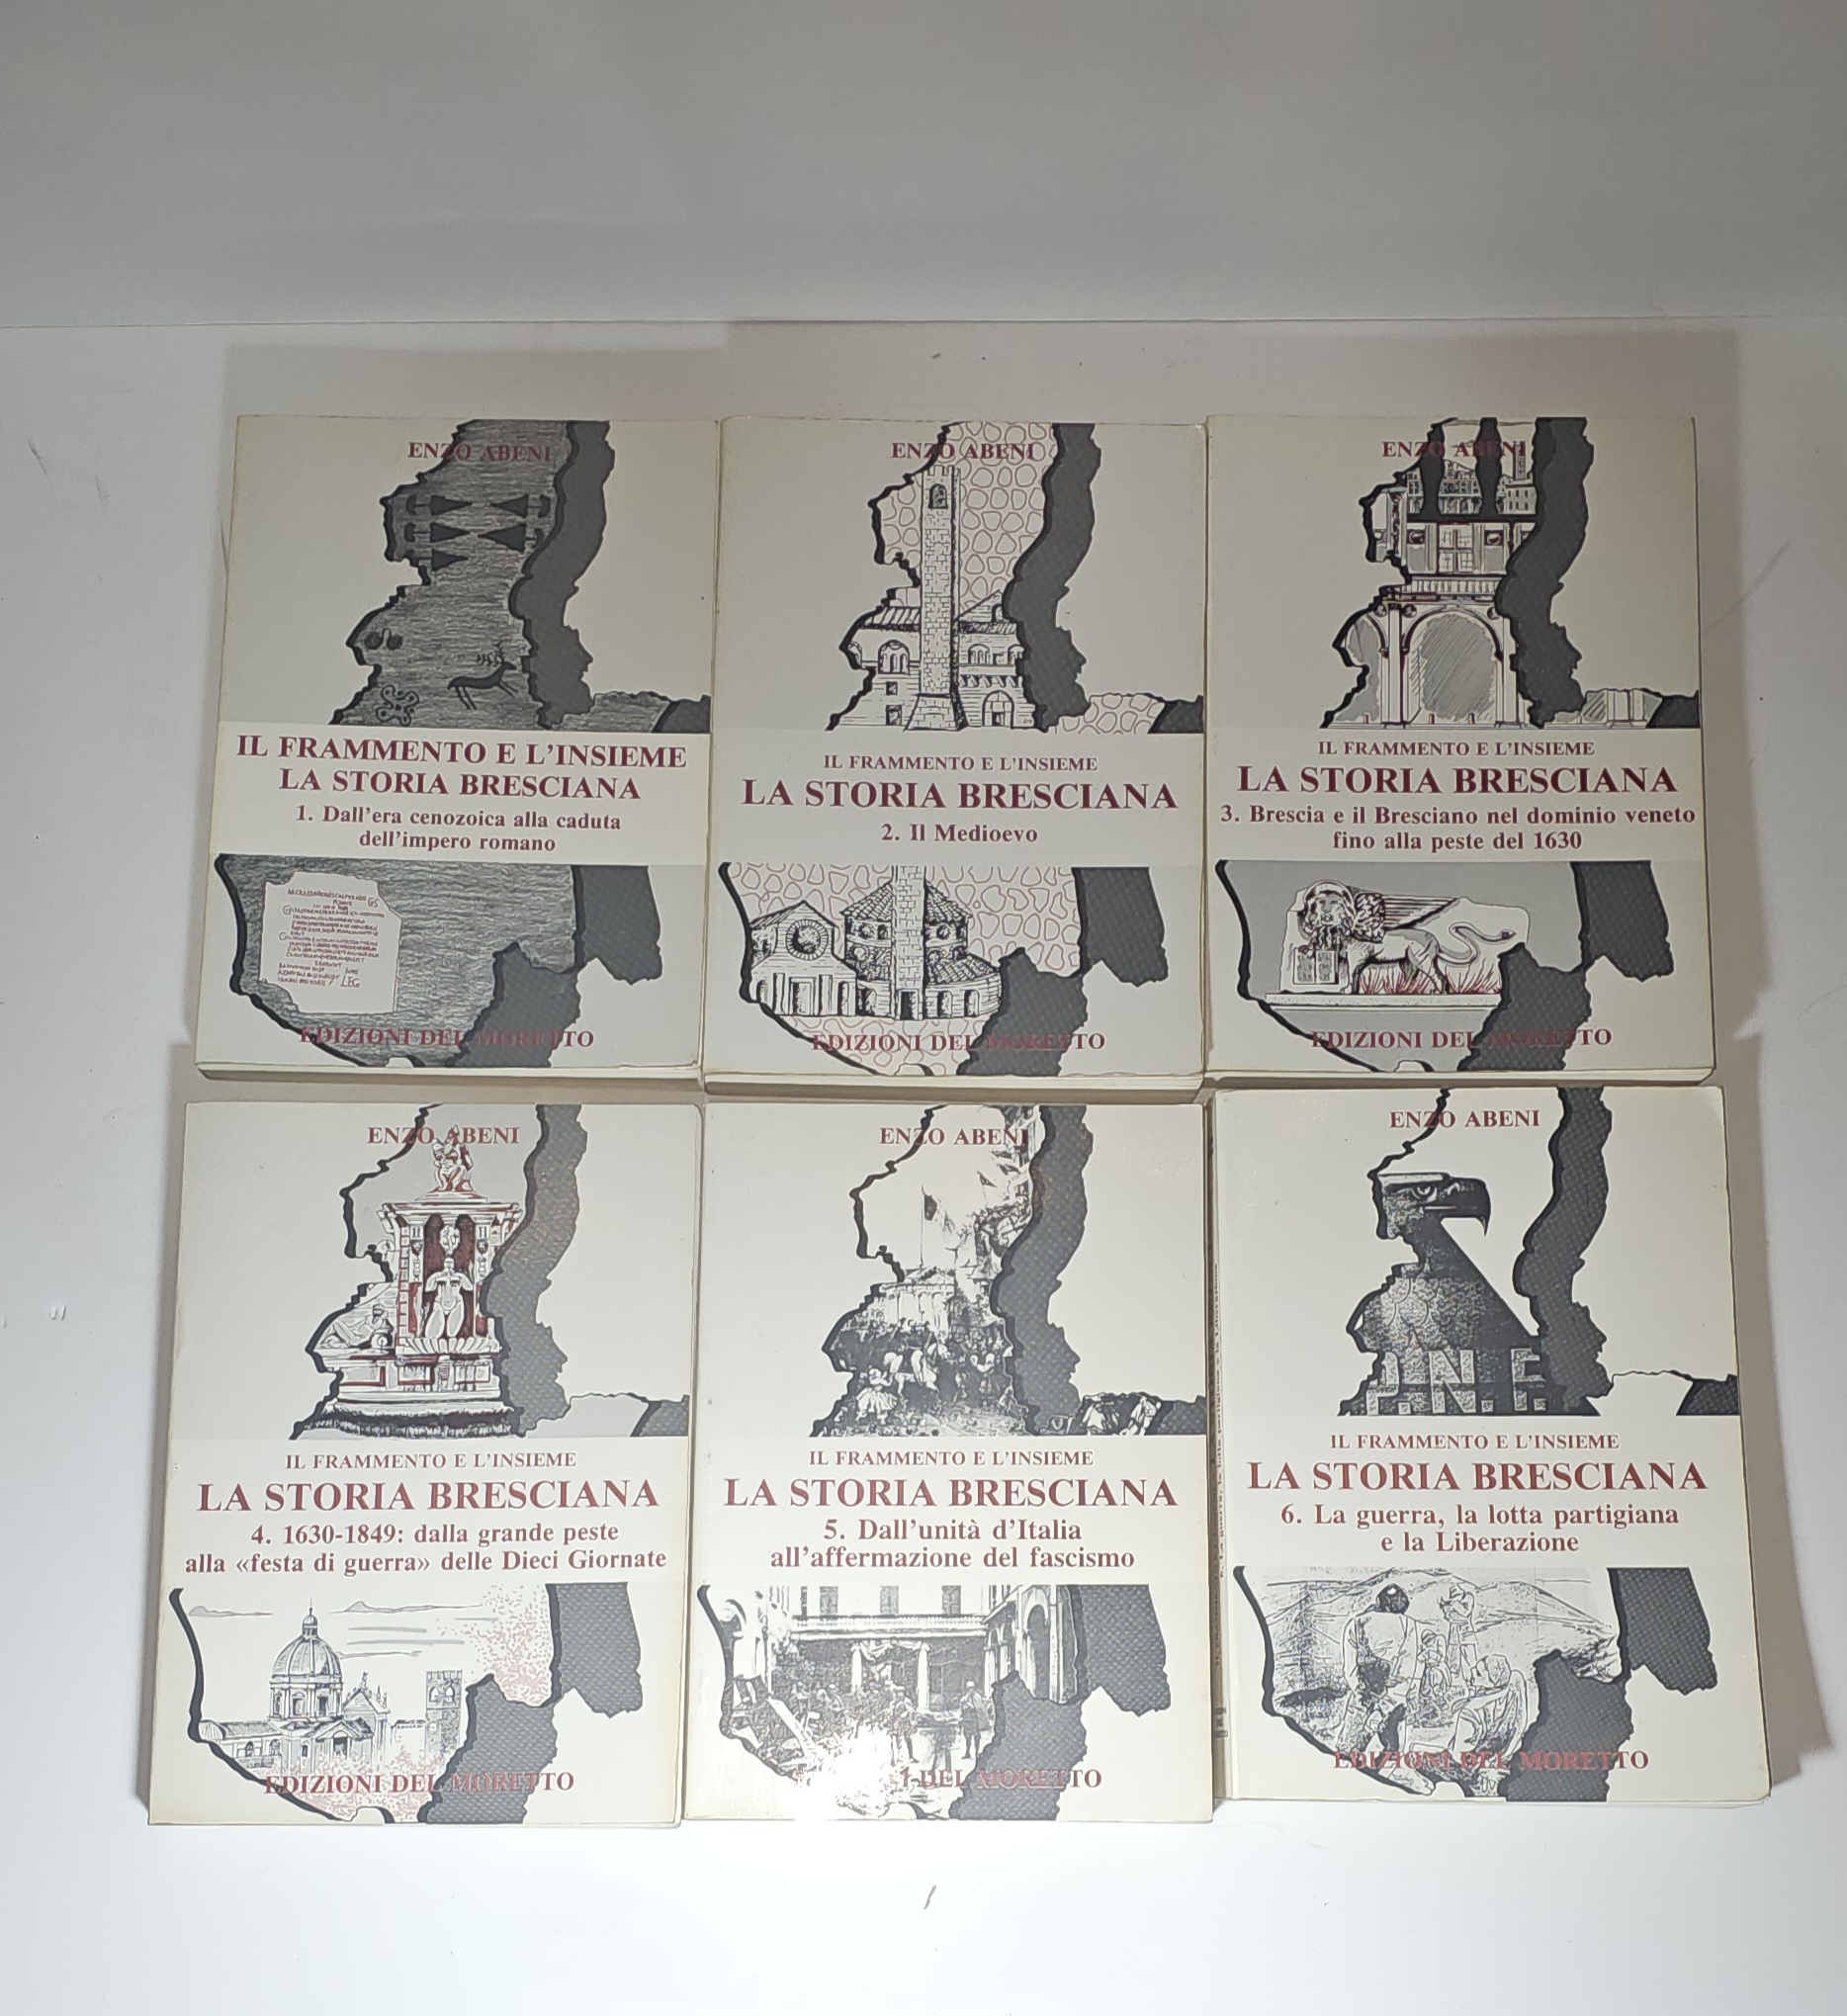 ENZO ABENI
IL FRAMMENTO E L'INSIEME
LA STORIA BRESCIANA
1. Dall'era cenozoica alla caduta
dell'impero romano
EDIZIONI DEL MORETTO
ENZO ABENI
IL FRAMMENTO E L'INSIEME
LA STORIA BRESCIANA
2. Il Medioevo
EDIZIONI DEL MORETTO
ENZO ABENI
IL FRAMMENTO E L'INSIEME
LA STORIA BRESCIANA
3. Brescia e il Bresciano nel dominio veneto
fino alla peste del 1630
EDIZIONI DEL MORETTO
ENZO ABENI
IL FRAMMENTO E L'INSIEME
LA STORIA BRESCIANA
4. 1630-1849: dalla grande peste
alla «festa di guerra» delle Dieci Giornate
EDIZIONI DEL MORETTO
ENZO ABENI
IL FRAMMENTO E L'INSIEME
LA STORIA BRESCIANA
5. Dall'unità d'Italia
all'affermazione del fascismo
DEL MORETTO
ENZO ABENI
P.N.F.
IL FRAMMENTO E L'INSIEME
LA STORIA BRESCIANA
6. La guerra, la lotta partigiana
e la Liberazione
EDIZIONI DEL MORETTO